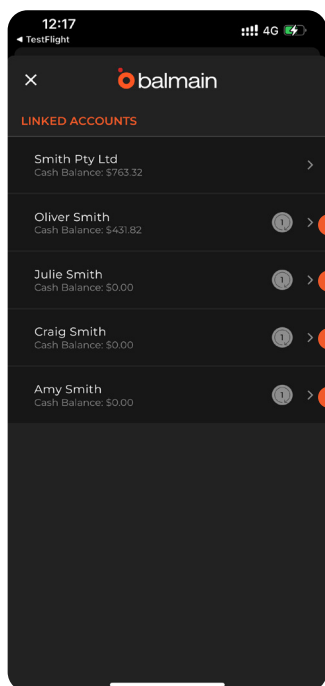 12:17
4G
◀ TestFlight
balmain
LINKED ACCOUNTS
Smith Pty Ltd
Cash Balance: $763.32
Oliver Smith
Cash Balance: $431.82
1
Julie Smith
Cash Balance: $0.00
1
Craig Smith
Cash Balance: $0.00
1
Amy Smith
Cash Balance: $0.00
1